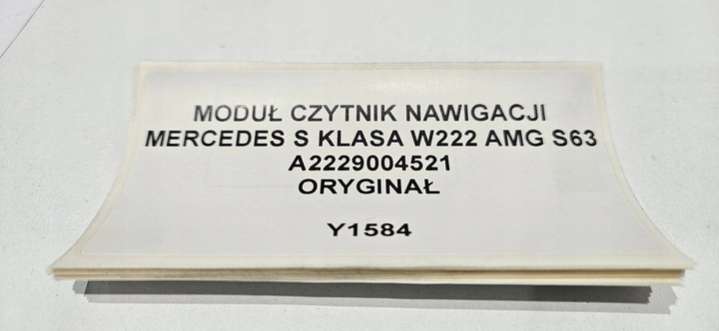 MODUŁ CZYTNIK NAWIGACJI
MERCEDES S KLASA W222 AMG S63
A2229004521
ORYGINAŁ
Y1584